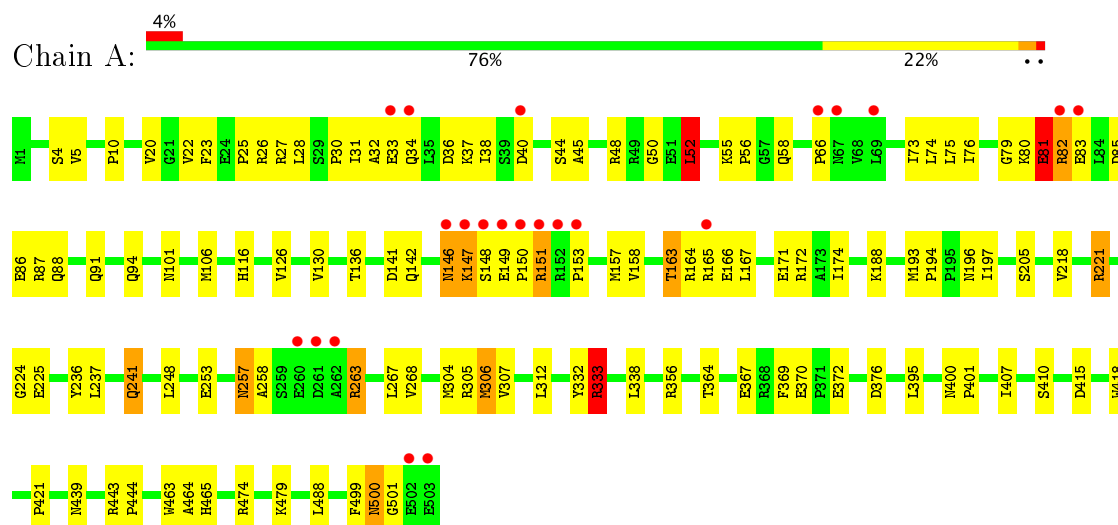 4%
Chain A:
76% 22% ..
M1 S4 V5 P10 V20 G21 V22 F23 E24 P25 R26 R27 L28 S29 P30 I31 A32 E33 Q34 L35 D36 K37 I38 S39 D40 S44 A45 R48 R49 G50 E51 L52 K55 P56 G57 Q58 P66 N67 V68 L69 I73 L74 L75 I76 G79 K80 E81 R82 E83 L84 D85
E86 R87 Q88 Q91 Q94 N101 M106 H116 V126 V130 T136 D141 Q142 N146 K147 S148 E149 P150 R151 R152 P153 M157 V158 T163 R164 R165 E166 L167 E171 R172 A173 I174 K188 M193 P194 P195 N196 I197 S205 V218 R221
G224 E225 Y236 L237 Q241 L248 E253 N257 A258 S259 E260 D261 A262 R263 L267 V268 M304 R305 M306 V307 L312 Y332 R333 L338 R356 T364 E367 R368 F369 E370 P371 E372 D376 L395 N400 P401 I407 S410 D415 W418
P421 N439 R443 P444 W463 A464 H465 R474 K479 L488 F499 N500 G501 E502 E503